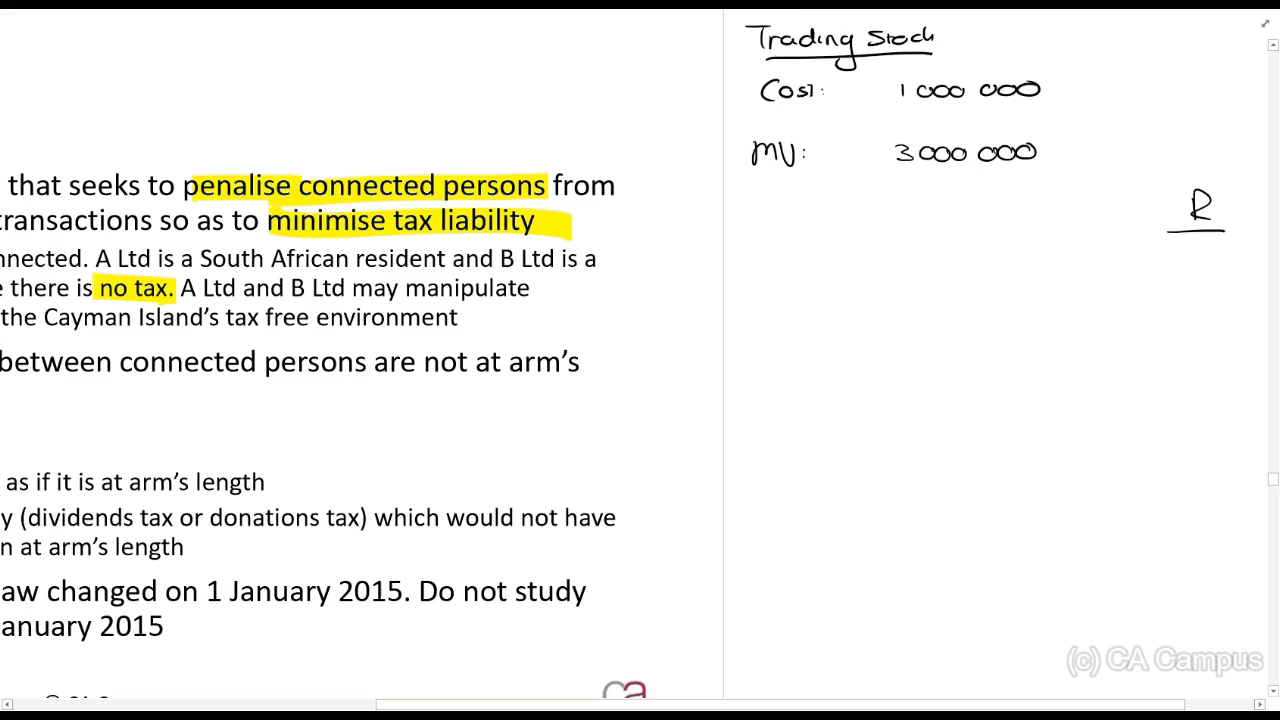 Trading Stock
Cost: 1 000 000
MV: 3 000 000
R
that seeks to penalise connected persons from
transactions so as to minimise tax liability
nnected. A Ltd is a South African resident and B Ltd is a
e there is no tax. A Ltd and B Ltd may manipulate
the Cayman Island’s tax free environment
between connected persons are not at arm’s
as if it is at arm’s length
y (dividends tax or donations tax) which would not have
n at arm’s length
aw changed on 1 January 2015. Do not study
anuary 2015
(c) CA Campus
ca